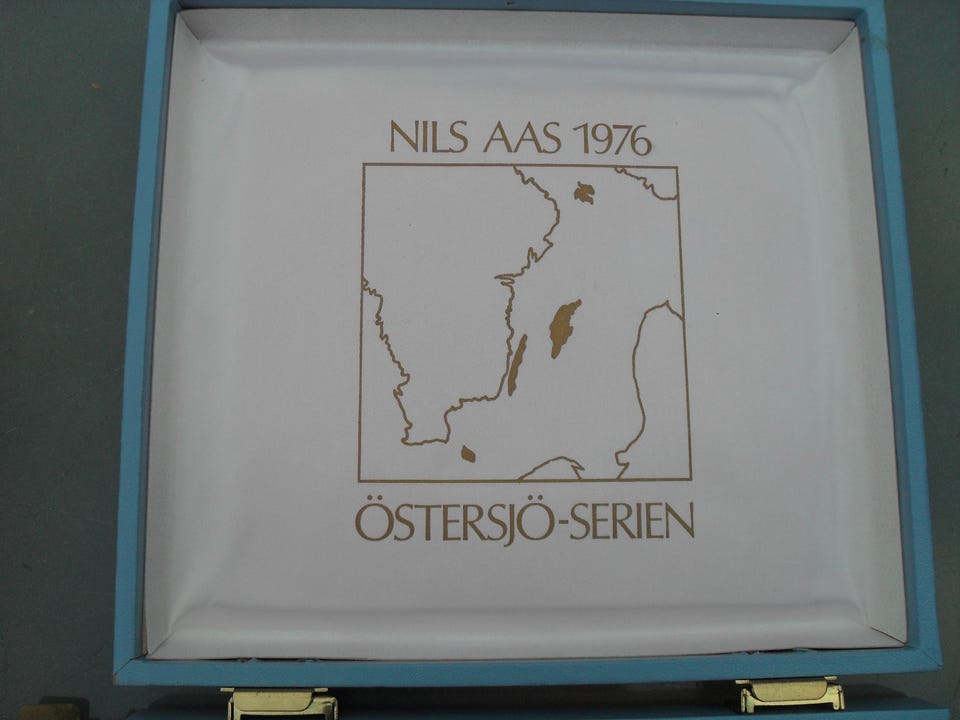 NILS AAS 1976
ÖSTERSJÖ-SERIEN